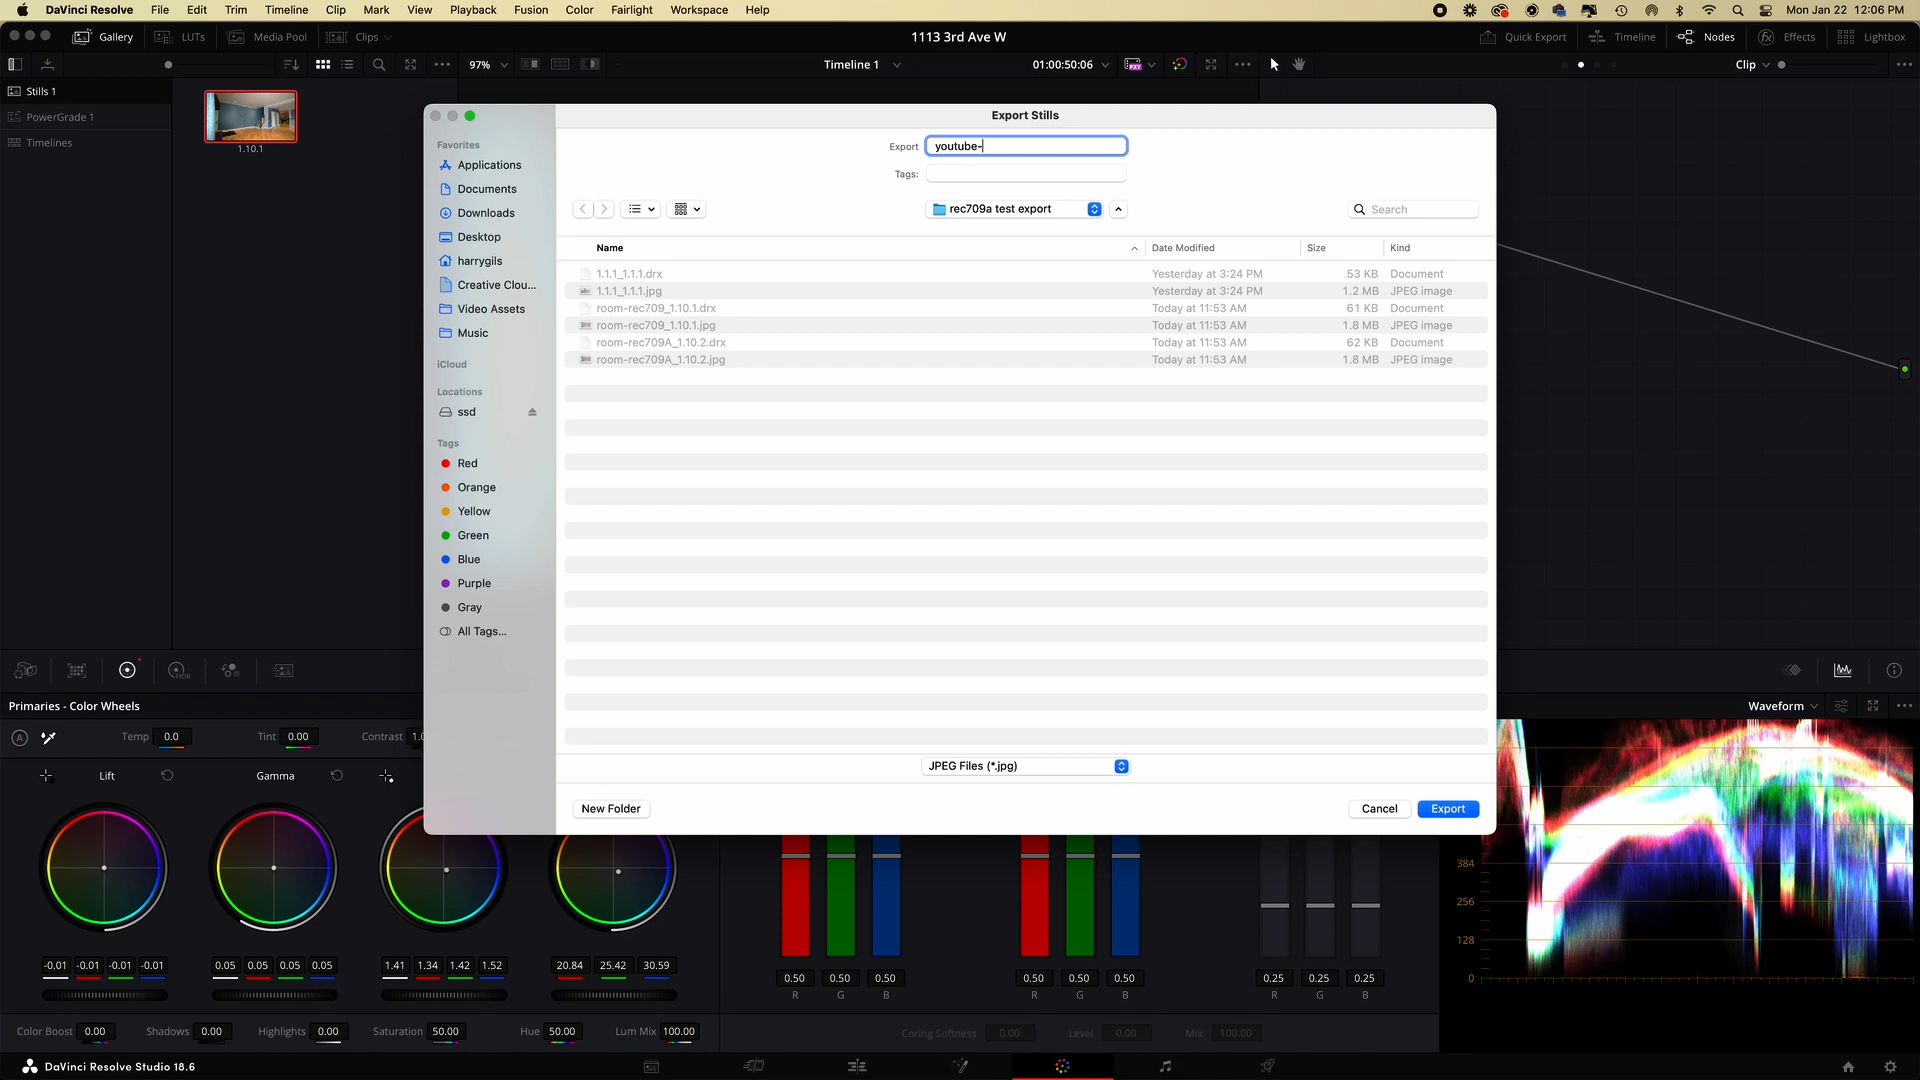 DaVinci Resolve File Edit Trim Timeline Clip Mark View Playback Fusion Color Fairlight Workspace Help Mon Jan 22 12:06 PM
Gallery LUTs Media Pool Clips 1113 3rd Ave W Quick Export Timeline Nodes Effects Lightbox
97% Timeline 1 01:00:50:06 PXY Clip
Stills 1
PowerGrade 1
Timelines
1.10.1
Export Stills
Export youtube-
Tags:
rec709a test export
Search
Favorites
Applications
Documents
Downloads
Desktop
harrygils
Creative Clou...
Video Assets
Music
iCloud
Locations
ssd
Tags
Red
Orange
Yellow
Green
Blue
Purple
Gray
All Tags...
Name Date Modified Size Kind
1.1.1_1.1.1.drx Yesterday at 3:24 PM 53 KB Document
1.1.1_1.1.1.jpg Yesterday at 3:24 PM 1.2 MB JPEG image
room-rec709_1.10.1.drx Today at 11:53 AM 61 KB Document
room-rec709_1.10.1.jpg Today at 11:53 AM 1.8 MB JPEG image
room-rec709A_1.10.2.drx Today at 11:53 AM 62 KB Document
room-rec709A_1.10.2.jpg Today at 11:53 AM 1.8 MB JPEG image
JPEG Files (*.jpg)
New Folder Cancel Export
HDR
Primaries - Color Wheels Waveform
A Temp 0.0 Tint 0.00 Contrast
Lift Gamma
384
256
128
0
-0.01 -0.01 -0.01 -0.01 0.05 0.05 0.05 0.05 1.41 1.34 1.42 1.52 20.84 25.42 30.59
0.50 0.50 0.50 0.50 0.50 0.50 0.25 0.25 0.25
R G B R G B R G B
Color Boost 0.00 Shadows 0.00 Highlights 0.00 Saturation 50.00 Hue 50.00 Lum Mix 100.00 Coring Softness 0.00 Level 0.00 Mix 100.00
DaVinci Resolve Studio 18.6